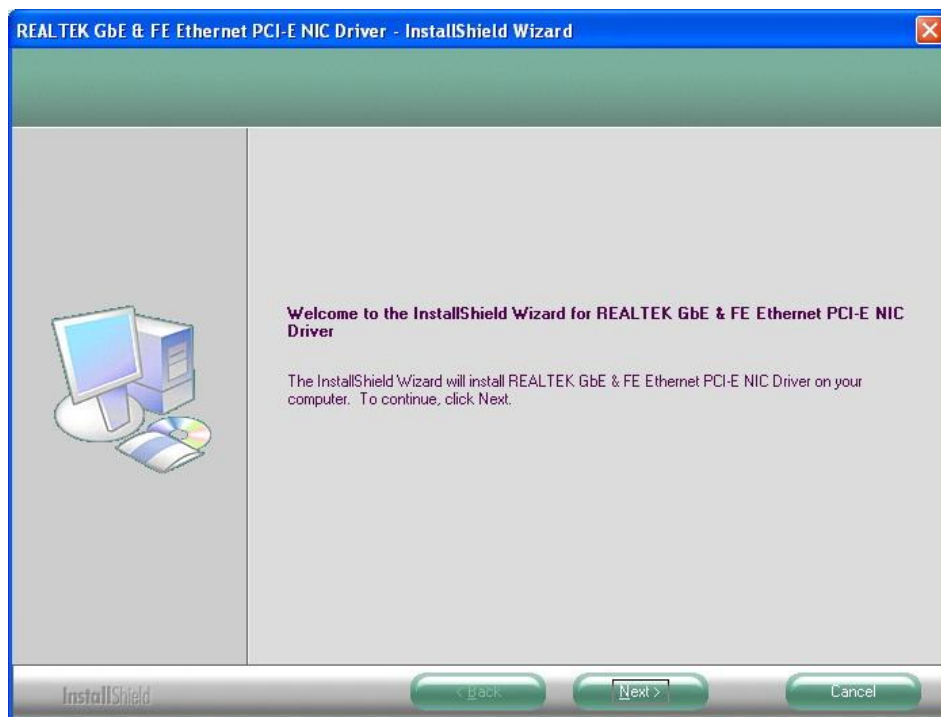 REALTEK GbE & FE Ethernet PCI-E NIC Driver - InstallShield Wizard
Welcome to the InstallShield Wizard for REALTEK GbE & FE Ethernet PCI-E NIC
Driver
The InstallShield Wizard will install REALTEK GbE & FE Ethernet PCI-E NIC Driver on your
computer. To continue, click Next.
InstallShield
< Back
Next >
Cancel